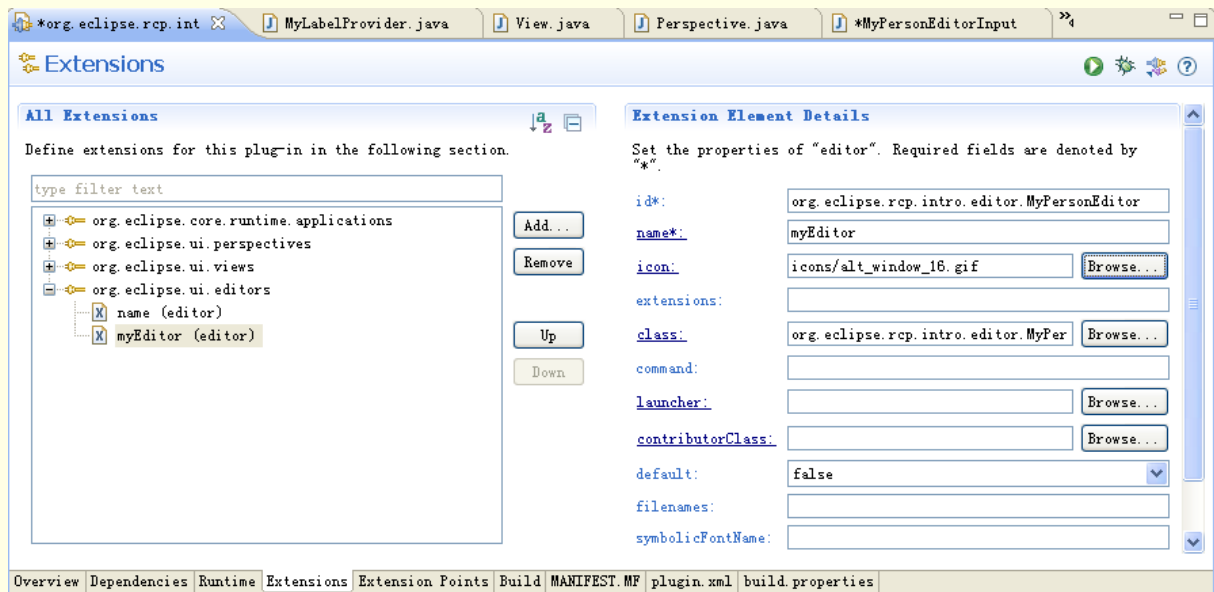 *org.eclipse.rcp.int
MyLabelProvider.java
View.java
Perspective.java
*MyPersonEditorInput
»4
Extensions
All Extensions
Define extensions for this plug-in in the following section.
type filter text
org.eclipse.core.runtime.applications
org.eclipse.ui.perspectives
org.eclipse.ui.views
org.eclipse.ui.editors
name (editor)
myEditor (editor)
Add...
Remove
Up
Down
Extension Element Details
Set the properties of "editor". Required fields are denoted by
"*".
id*: org.eclipse.rcp.intro.editor.MyPersonEditor
name*: myEditor
icon: icons/alt_window_16.gif Browse...
extensions:
class: org.eclipse.rcp.intro.editor.MyPer Browse...
command:
launcher: Browse...
contributorClass: Browse...
default: false
filenames:
symbolicFontName:
Overview Dependencies Runtime Extensions Extension Points Build MANIFEST.MF plugin.xml build.properties